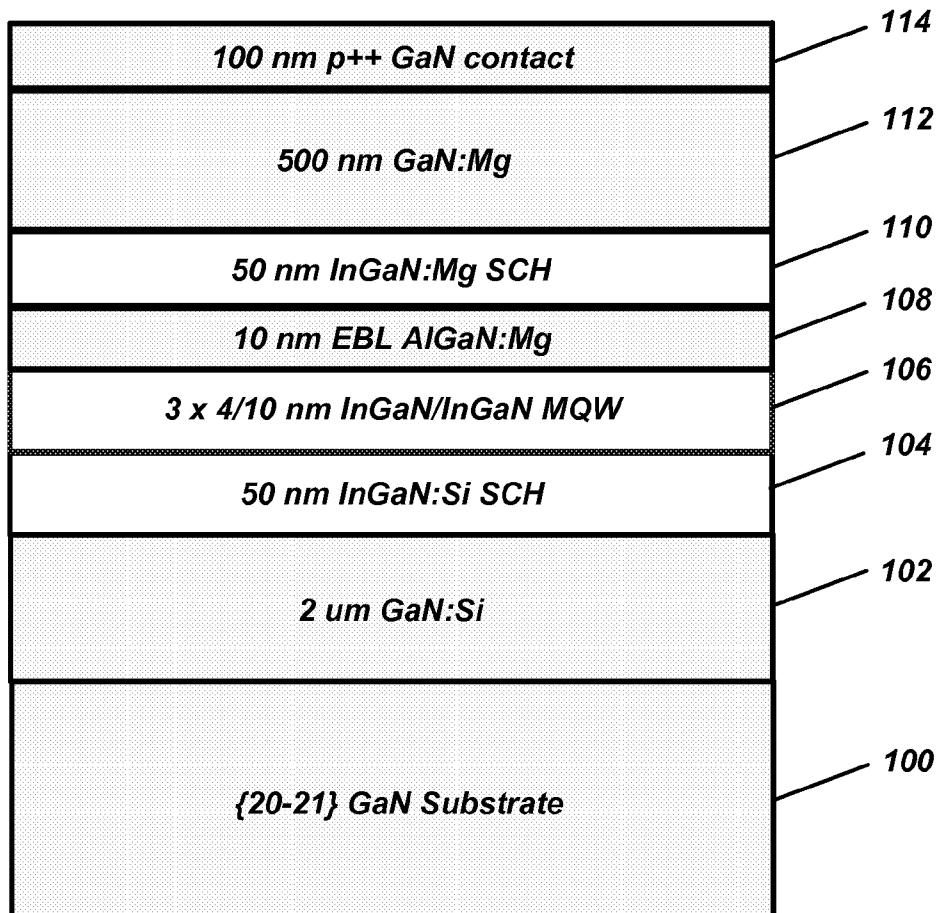 114
100 nm p++ GaN contact
112
500 nm GaN:Mg
110
50 nm InGaN:Mg SCH
108
10 nm EBL AlGaN:Mg
106
3 x 4/10 nm InGaN/InGaN MQW
104
50 nm InGaN:Si SCH
102
2 um GaN:Si
100
{20-21} GaN Substrate